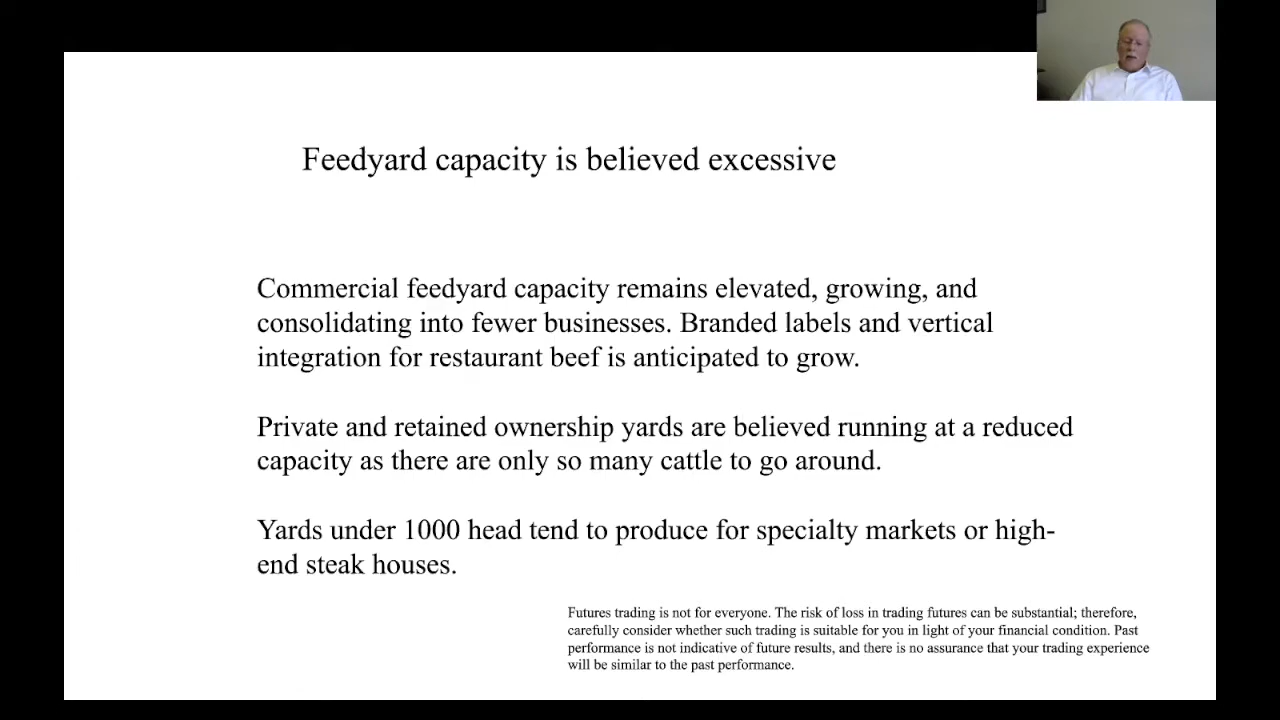 Feedyard capacity is believed excessive
Commercial feedyard capacity remains elevated, growing, and
consolidating into fewer businesses. Branded labels and vertical
integration for restaurant beef is anticipated to grow.
Private and retained ownership yards are believed running at a reduced
capacity as there are only so many cattle to go around.
Yards under 1000 head tend to produce for specialty markets or high-
end steak houses.
Futures trading is not for everyone. The risk of loss in trading futures can be substantial; therefore,
carefully consider whether such trading is suitable for you in light of your financial condition. Past
performance is not indicative of future results, and there is no assurance that your trading experience
will be similar to the past performance.